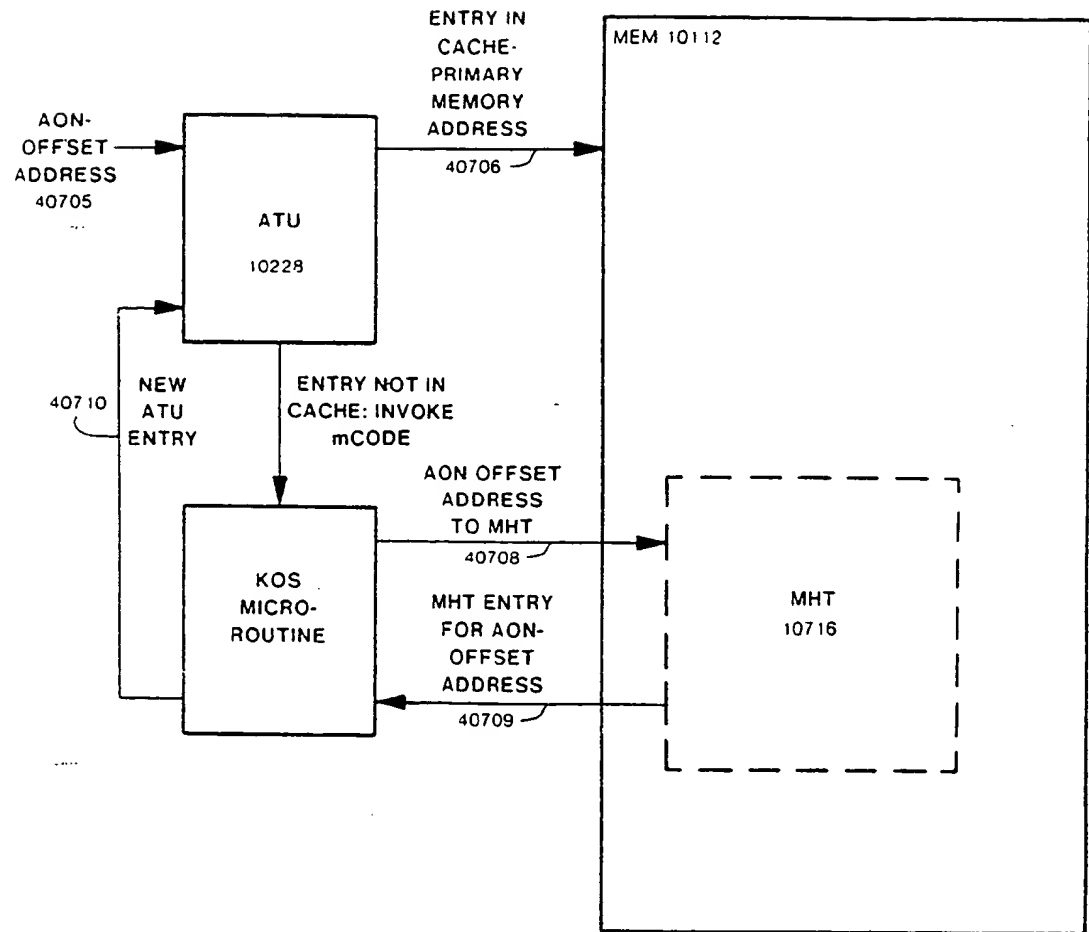 ENTRY IN
CACHE-
PRIMARY
MEMORY
ADDRESS
40706
MEM 10112
AON-
OFFSET
ADDRESS
40705
ATU
10228
40710
NEW
ATU
ENTRY
ENTRY NOT IN
CACHE: INVOKE
mCODE
AON OFFSET
ADDRESS
TO MHT
40708
KOS
MICRO-
ROUTINE
MHT ENTRY
FOR AON-
OFFSET
ADDRESS
40709
MHT
10716